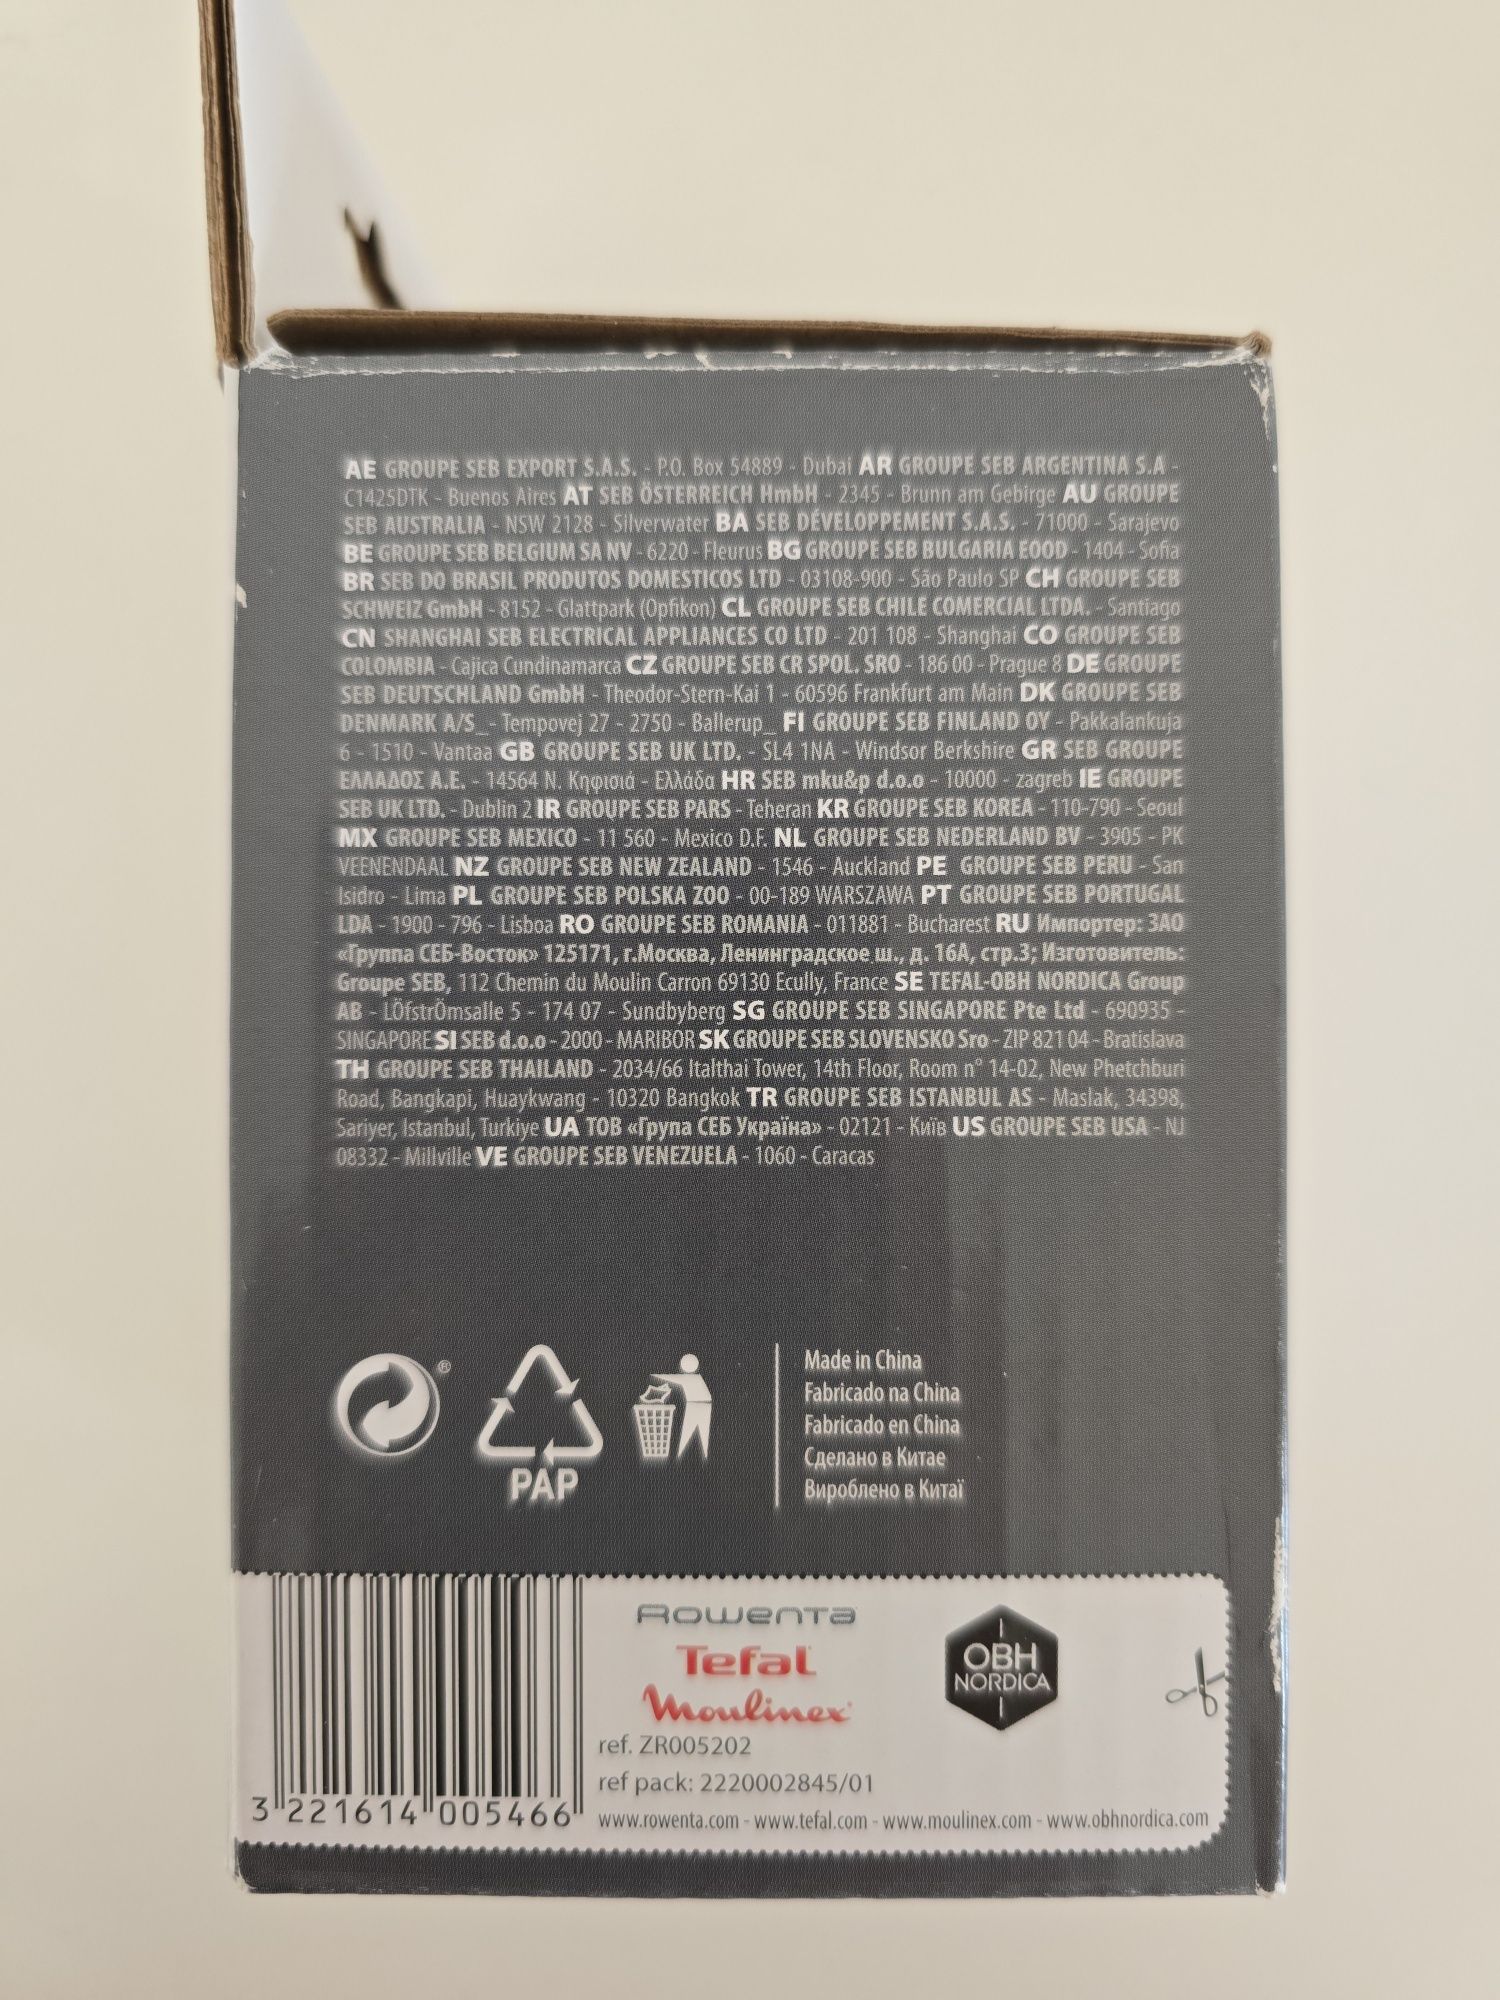 AE GROUPE SEB EXPORT S.A.S. - P.O. Box 54889 - Dubai AR GROUPE SEB ARGENTINA S.A -
C1425DTK - Buenos Aires AT SEB ÖSTERREICH HmbH - 2345 - Brunn am Gebirge AU GROUPE
SEB AUSTRALIA - NSW 2128 - Silverwater BA SEB DÉVELOPPEMENT S.A.S. - 71000 - Sarajevo
BE GROUPE SEB BELGIUM SA NV - 6220 - Fleurus BG GROUPE SEB BULGARIA EOOD - 1404 - Sofia
BR SEB DO BRASIL PRODUTOS DOMESTICOS LTD - 03108-900 - São Paulo SP CH GROUPE SEB
SCHWEIZ GmbH - 8152 - Glattpark (Opfikon) CL GROUPE SEB CHILE COMERCIAL LTDA. - Santiago
CN SHANGHAI SEB ELECTRICAL APPLIANCES CO LTD - 201 108 - Shanghai CO GROUPE SEB
COLOMBIA - Cajica Cundinamarca CZ GROUPE SEB CR SPOL. SRO - 186 00 - Prague 8 DE GROUPE
SEB DEUTSCHLAND GmbH - Theodor-Stern-Kai 1 - 60596 Frankfurt am Main DK GROUPE SEB
DENMARK A/S_- Tempovej 27 - 2750 - Ballerup_ FI GROUPE SEB FINLAND OY - Pakkalankuja
6 - 1510 - Vantaa GB GROUPE SEB UK LTD. - SL4 1NA - Windsor Berkshire GR SEB GROUPE
ΕΛΛΑΔΟΣ Α.Ε. - 14564 Ν. Κηφισιά - Ελλάδα HR SEB mku&p d.o.o - 10000 - zagreb IE GROUPE
SEB UK LTD. - Dublin 2 IR GROUPE SEB PARS - Teheran KR GROUPE SEB KOREA - 110-790 - Seoul
MX GROUPE SEB MEXICO - 11 560 - Mexico D.F. NL GROUPE SEB NEDERLAND BV - 3905 - PK
VEENENDAAL NZ GROUPE SEB NEW ZEALAND - 1546 - Auckland PE GROUPE SEB PERU - San
Isidro - Lima PL GROUPE SEB POLSKA ZOO - 00-189 WARSZAWA PT GROUPE SEB PORTUGAL
LDA - 1900 - 796 - Lisboa RO GROUPE SEB ROMANIA - 011881 - Bucharest RU Импортер: ЗАО
«Группа СЕБ-Восток» 125171, г.Москва, Ленинградское ш., д. 16А, стр.3; Изготовитель:
Groupe SEB, 112 Chemin du Moulin Carron 69130 Ecully, France SE TEFAL-OBH NORDICA Group
AB - LÖfstrÖmsalle 5 - 174 07 - Sundbyberg SG GROUPE SEB SINGAPORE Pte Ltd - 690935 -
SINGAPORE SI SEB d.o.o - 2000 - MARIBOR SK GROUPE SEB SLOVENSKO Sro - ZIP 821 04 - Bratislava
TH GROUPE SEB THAILAND - 2034/66 Italthai Tower, 14th Floor, Room n° 14-02, New Phetchburi
Road, Bangkapi, Huaykwang - 10320 Bangkok TR GROUPE SEB ISTANBUL AS - Maslak, 34398,
Sariyer, Istanbul, Turkiye UA ТОВ «Група СЕБ Україна» - 02121 - Київ US GROUPE SEB USA - NJ
08332 - Millville VE GROUPE SEB VENEZUELA - 1060 - Caracas
®
PAP
Made in China
Fabricado na China
Fabricado en China
Сделано в Китае
Вироблено в Китаї
ROWENTA
Tefal
Moulinex
OBH
NORDICA
ref. ZR005202
ref pack: 2220002845/01
3 221614 005466
www.rowenta.com - www.tefal.com - www.moulinex.com - www.obhnordica.com